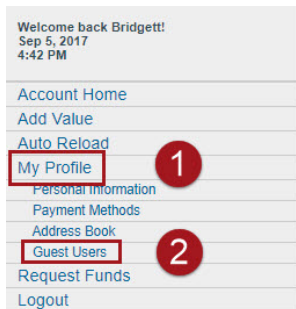 Welcome back Bridgett!
Sep 5, 2017
4:42 PM
Account Home
Add Value
Auto Reload
My Profile
1
Personal Information
Payment Methods
Address Book
Guest Users
2
Request Funds
Logout